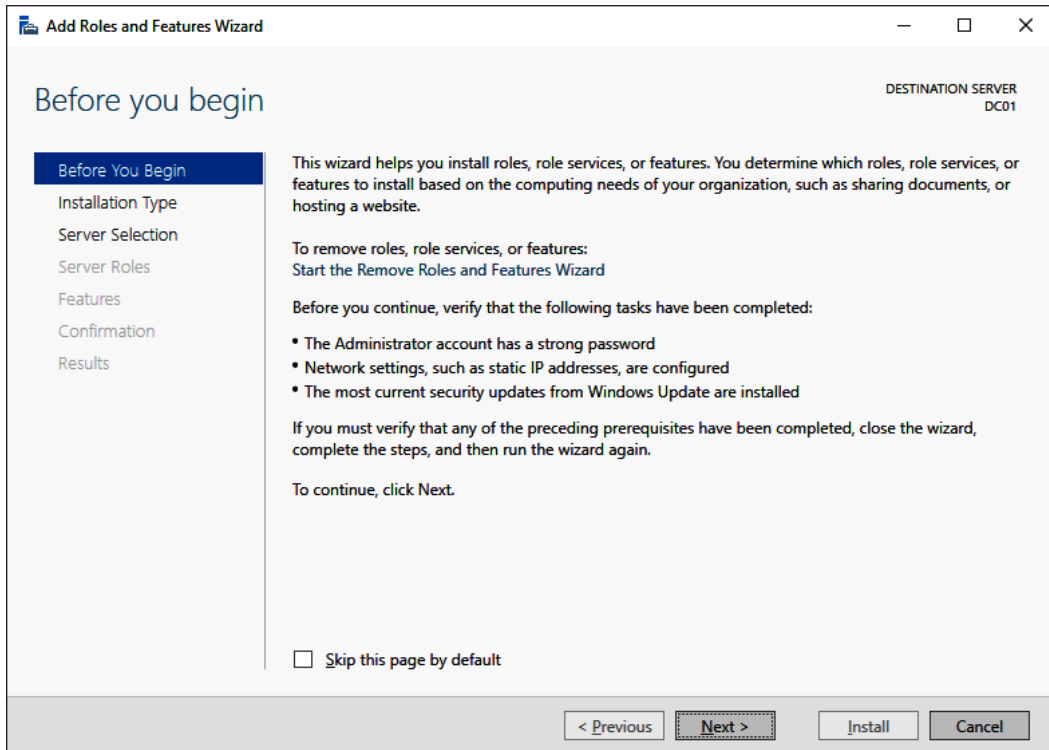 Add Roles and Features Wizard
Before you begin
DESTINATION SERVER
DC01
Before You Begin
Installation Type
Server Selection
Server Roles
Features
Confirmation
Results
This wizard helps you install roles, role services, or features. You determine which roles, role services, or
features to install based on the computing needs of your organization, such as sharing documents, or
hosting a website.
To remove roles, role services, or features:
Start the Remove Roles and Features Wizard
Before you continue, verify that the following tasks have been completed:
• The Administrator account has a strong password
• Network settings, such as static IP addresses, are configured
• The most current security updates from Windows Update are installed
If you must verify that any of the preceding prerequisites have been completed, close the wizard,
complete the steps, and then run the wizard again.
To continue, click Next.
Skip this page by default
< Previous
Next >
Install
Cancel